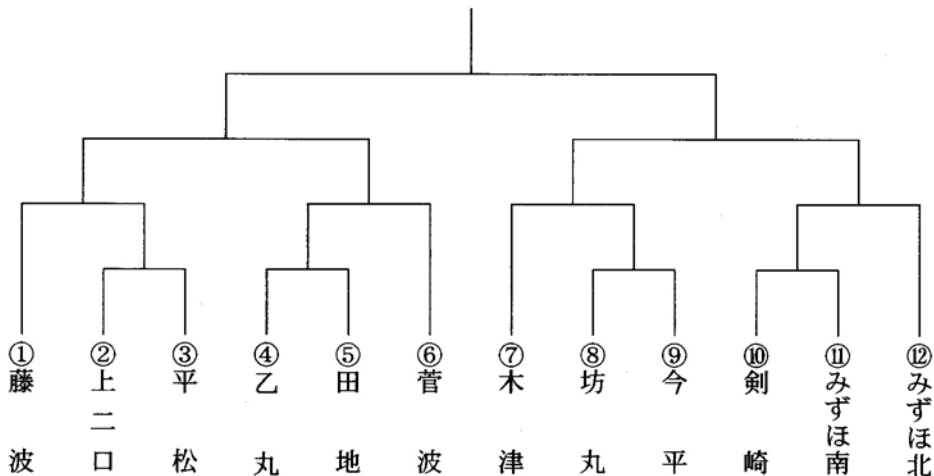 ①藤波
②上二口
③平松
④乙丸
⑤田地
⑥菅波
⑦木津
⑧坊丸
⑨今平
⑩剣崎
⑪みずほ南
⑫みずほ北